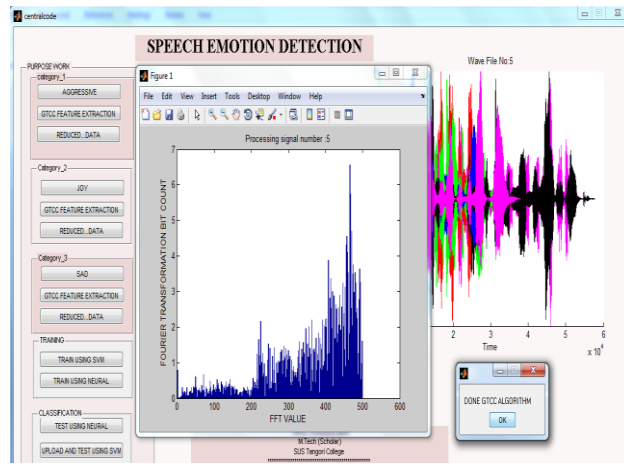 centralcode
SPEECH EMOTION DETECTION
PURPOSE WORK
category_1
AGGRESSIVE
GTCC FEATURE EXTRACTION
REDUCED...DATA
Category_2
JOY
GTCC FEATURE EXTRACTION
REDUCED...DATA
Category_3
SAD
GTCC FEATURE EXTRACTION
REDUCED...DATA
TRAINING
TRAIN USING SVM
TRAIN USING NEURAL
CLASSIFICATION
TEST USING NEURAL
UPLOAD AND TEST USING SVM
Figure 1
File Edit View Insert Tools Desktop Window Help
Processing signal number :5
FOURIER TRANSFORMATION BIT COUNT
7
6
5
4
3
2
1
0
0 100 200 300 400 500 600
FFT VALUE
Wave File No:5
2 3 4 5 6
Time
x 10^4
DONE GTCC ALGORITHM
OK
M.Tech (Scholar)
SUS Tangori College